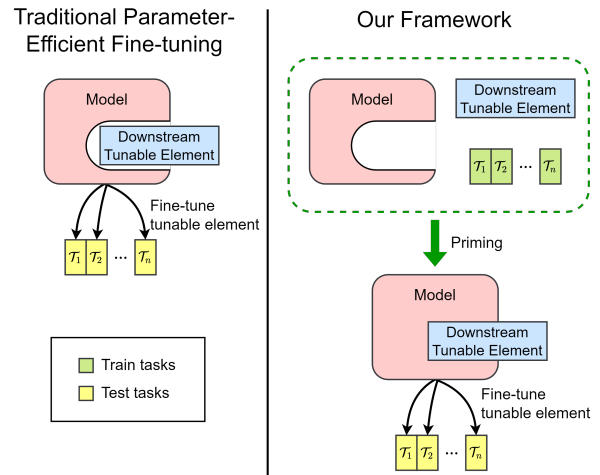 Traditional Parameter-
Efficient Fine-tuning
Model
Downstream
Tunable Element
Fine-tune
tunable element
𝒯1 𝒯2 ... 𝒯n
Train tasks
Test tasks
Our Framework
Model
Downstream
Tunable Element
𝒯1 𝒯2 ... 𝒯n
Priming
Model
Downstream
Tunable Element
Fine-tune
tunable element
𝒯1 𝒯2 ... 𝒯n